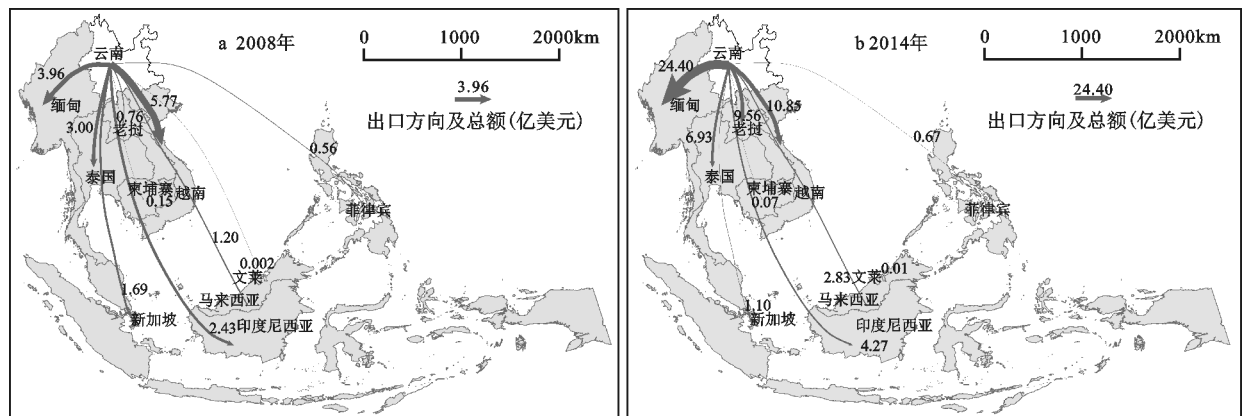 a 2008年
0 1000 2000km
3.96
出口方向及总额(亿美元)
云南
3.96
缅甸
5.77
0.76
老挝
3.00
泰国
柬埔寨
越南
0.15
0.56
菲律宾
1.20
0.002
文莱
马来西亚
1.69
新加坡
2.43
印度尼西亚
b 2014年
0 1000 2000km
24.40
出口方向及总额(亿美元)
云南
24.40
缅甸
10.85
9.56
老挝
6.93
泰国
柬埔寨
越南
0.07
0.67
菲律宾
2.83
文莱
0.01
马来西亚
1.10
新加坡
印度尼西亚
4.27